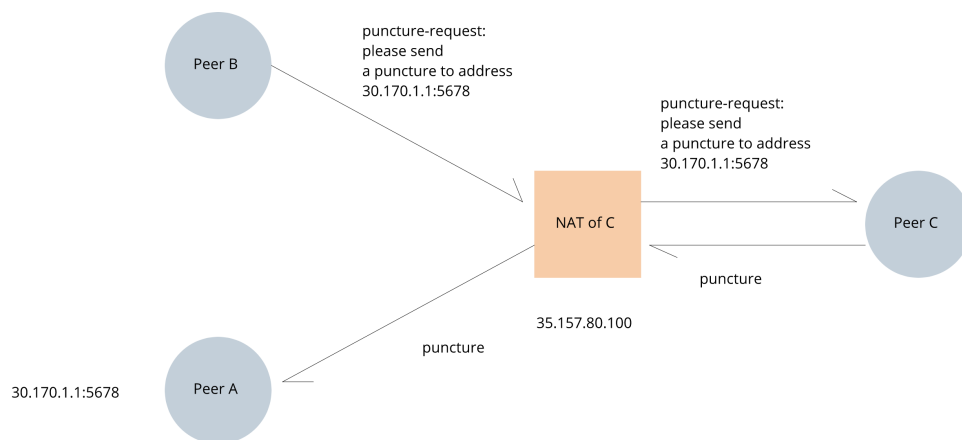 Peer B
puncture-request:
please send
a puncture to address
30.170.1.1:5678
puncture-request:
please send
a puncture to address
30.170.1.1:5678
NAT of C
Peer C
puncture
35.157.80.100
puncture
Peer A
30.170.1.1:5678